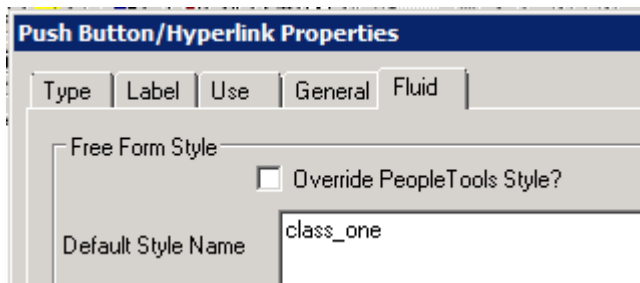 Push Button/Hyperlink Properties
Type Label Use General Fluid
Free Form Style
Override PeopleTools Style?
Default Style Name class_one